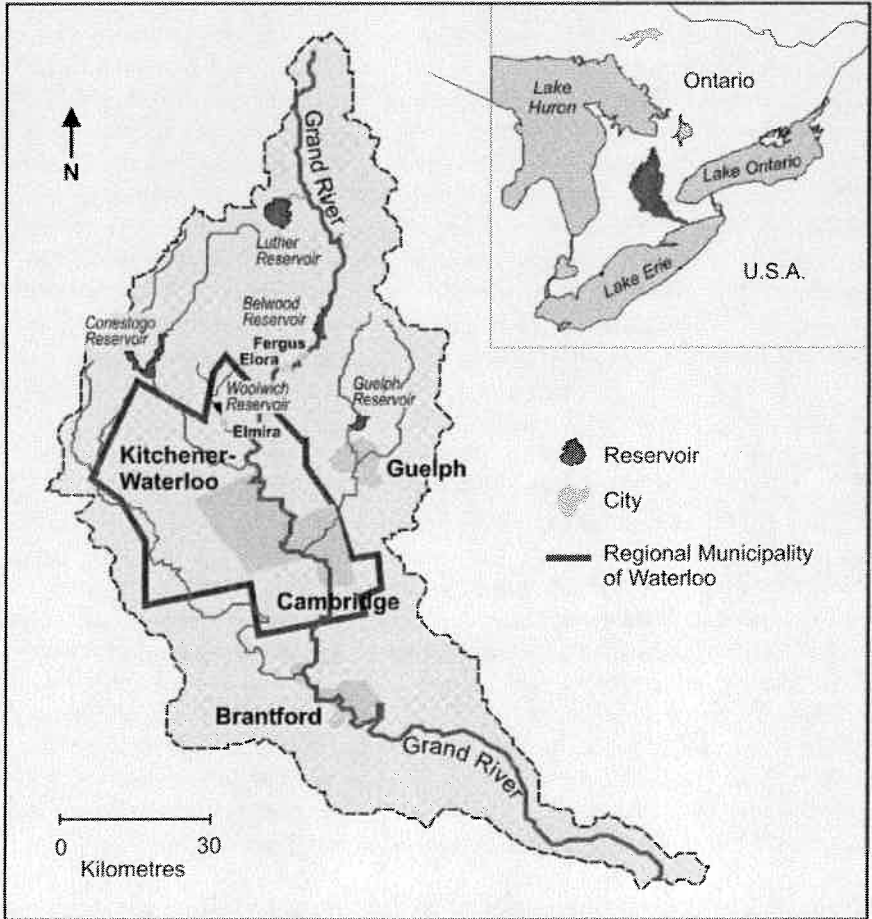 N
Grand River
Luther
Reservoir
Belwood
Reservoir
Conestogo
Reservoir
Fergus
Elora
Woolwich
Reservoir
Guelph
Reservoir
Elmira
Kitchener-
Waterloo
Guelph
Cambridge
Brantford
Grand River
0 30
Kilometres
Lake
Huron
Ontario
Lake Ontario
Lake Erie
U.S.A.
Reservoir
City
Regional Municipality
of Waterloo